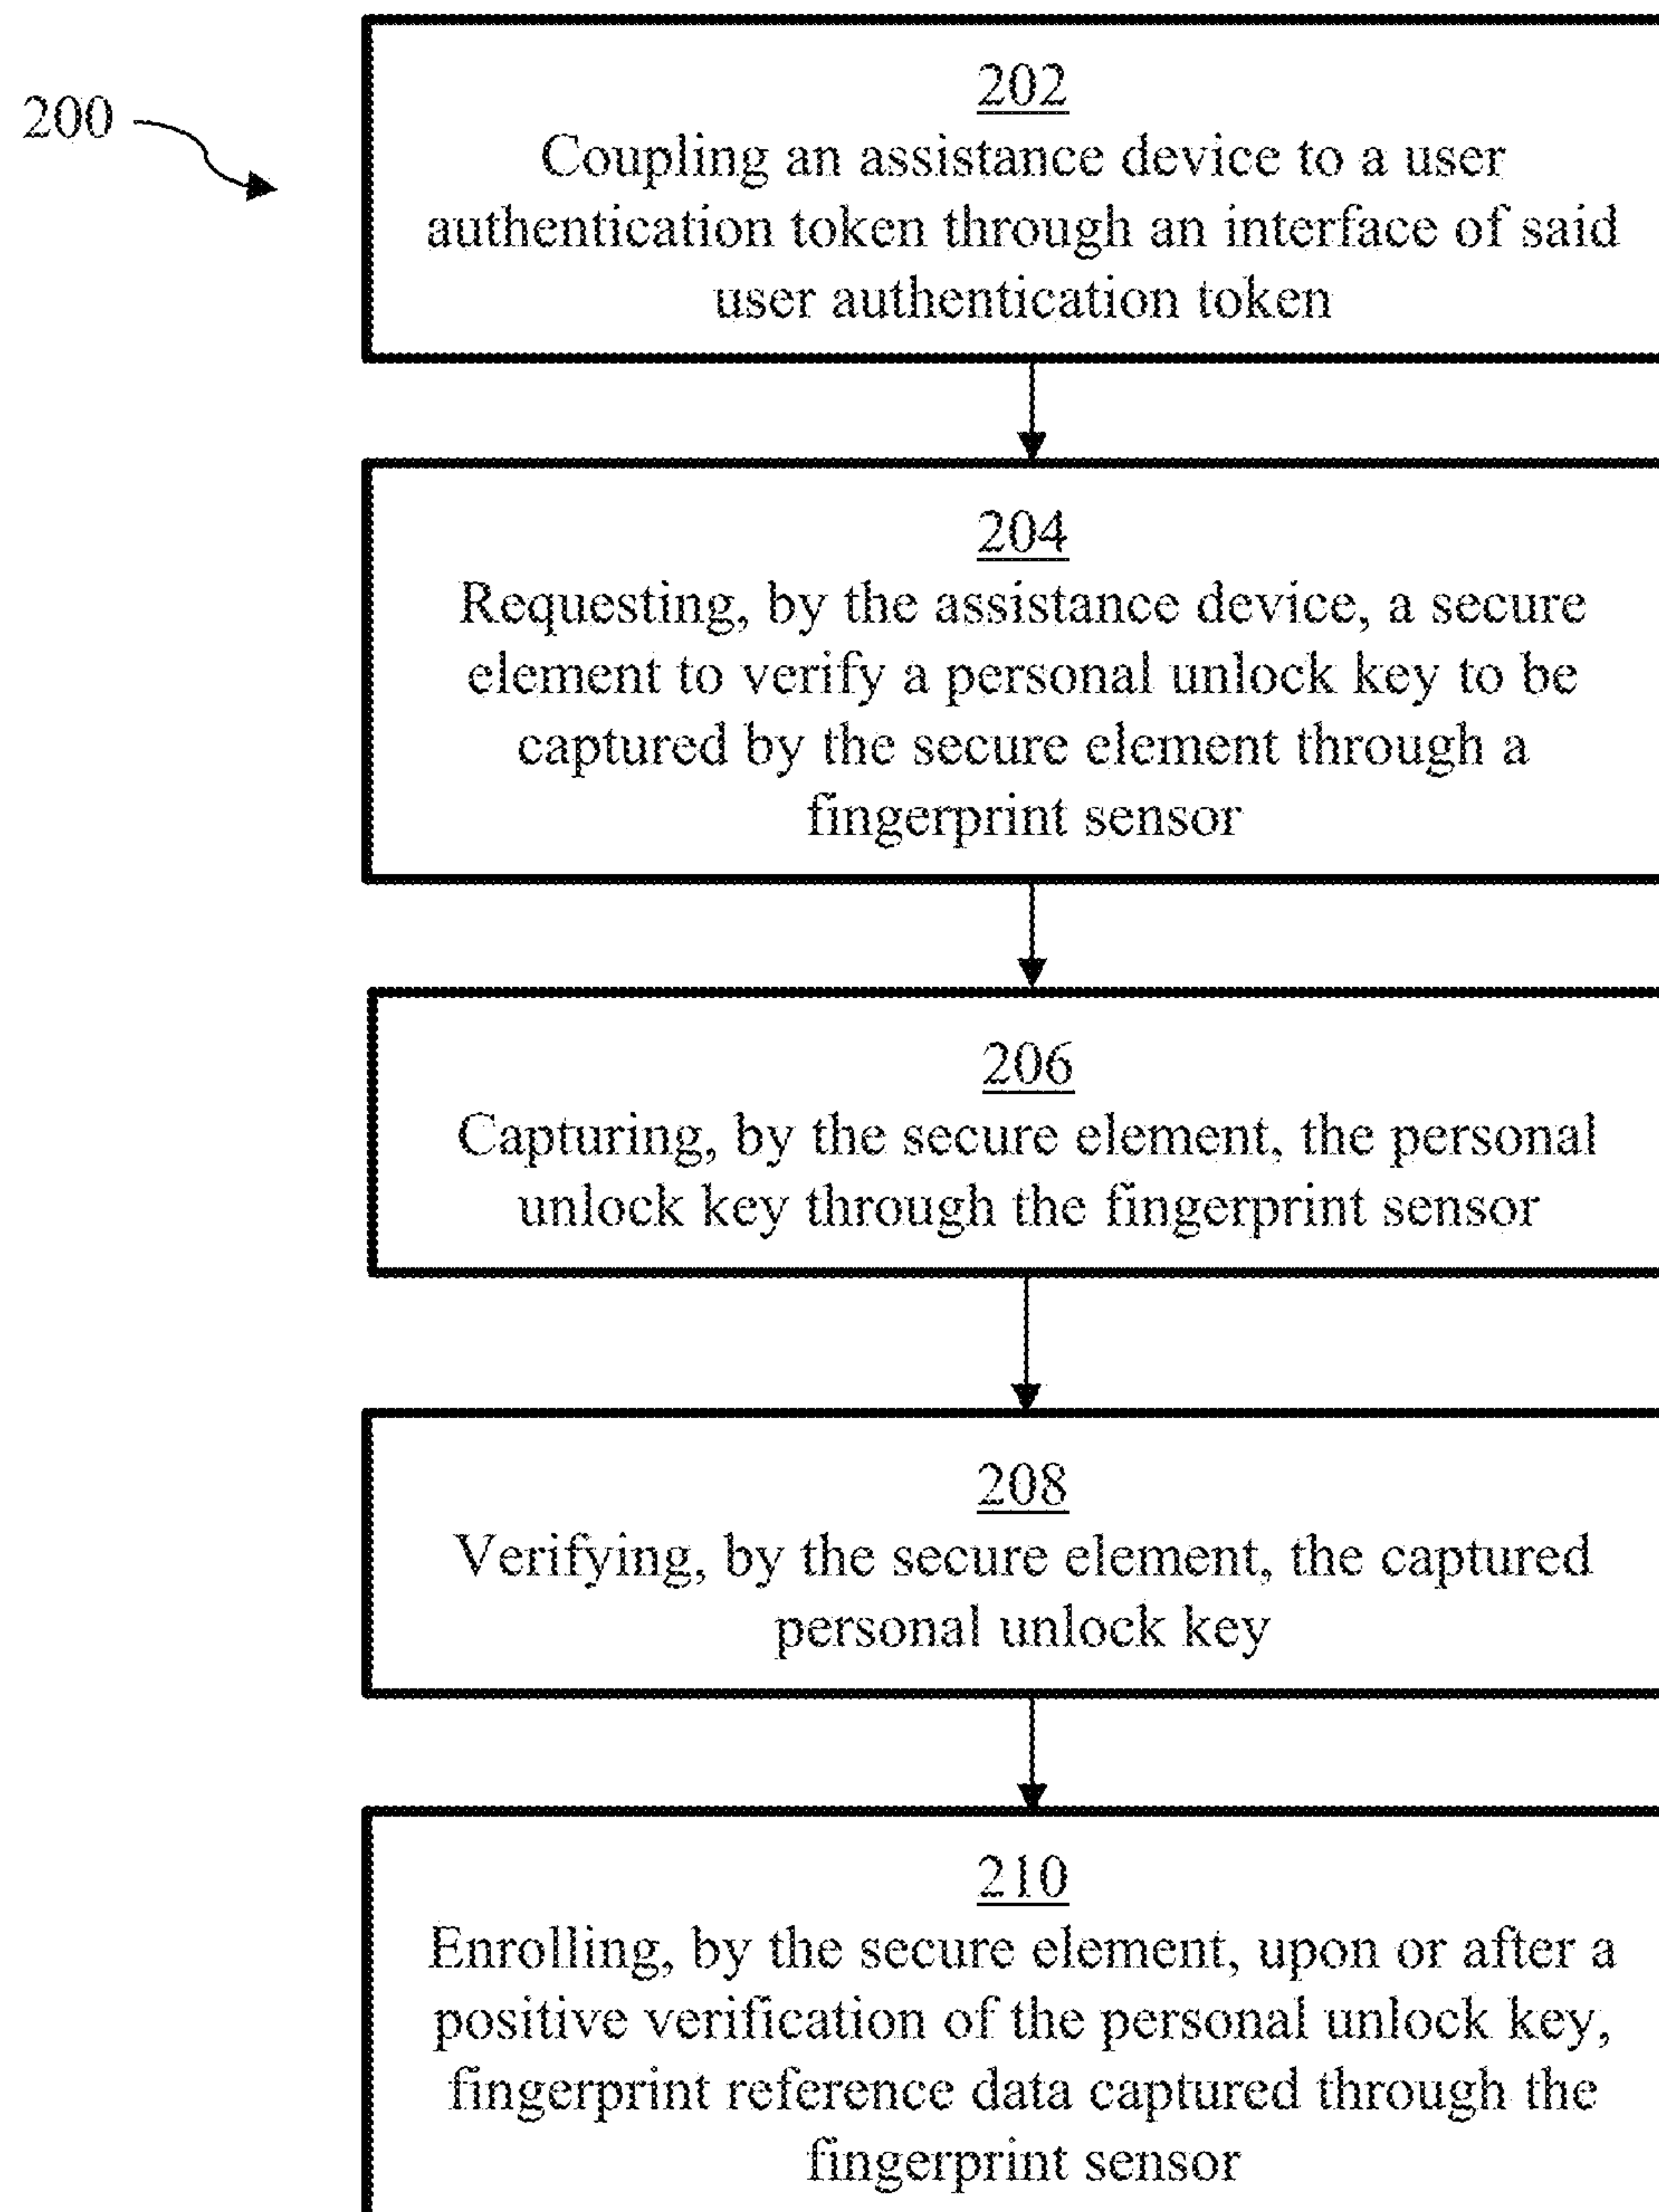 200
202
Coupling an assistance device to a user
authentication token through an interface of said
user authentication token
204
Requesting, by the assistance device, a secure
element to verify a personal unlock key to be
captured by the secure element through a
fingerprint sensor
206
Capturing, by the secure element, the personal
unlock key through the fingerprint sensor
208
Verifying, by the secure element, the captured
personal unlock key
210
Enrolling, by the secure element, upon or after a
positive verification of the personal unlock key,
fingerprint reference data captured through the
fingerprint sensor